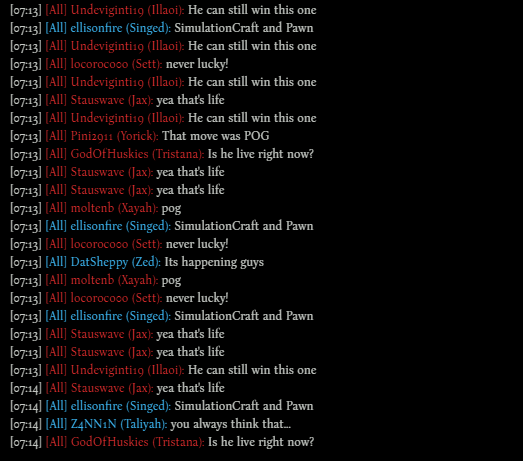 [07:13] [All] Undeviginti19 (Illaoi): He can still win this one
[07:13] [All] ellisonfire (Singed): SimulationCraft and Pawn
[07:13] [All] Undeviginti19 (Illaoi): He can still win this one
[07:13] [All] locorocooo (Sett): never lucky!
[07:13] [All] Undeviginti19 (Illaoi): He can still win this one
[07:13] [All] Stauswave (Jax): yea that's life
[07:13] [All] Undeviginti19 (Illaoi): He can still win this one
[07:13] [All] Pini2911 (Yorick): That move was POG
[07:13] [All] GodOfHuskies (Tristana): Is he live right now?
[07:13] [All] Stauswave (Jax): yea that's life
[07:13] [All] Stauswave (Jax): yea that's life
[07:13] [All] moltenb (Xayah): pog
[07:13] [All] ellisonfire (Singed): SimulationCraft and Pawn
[07:13] [All] locorocooo (Sett): never lucky!
[07:13] [All] DatSheppy (Zed): Its happening guys
[07:13] [All] moltenb (Xayah): pog
[07:13] [All] locorocooo (Sett): never lucky!
[07:13] [All] ellisonfire (Singed): SimulationCraft and Pawn
[07:13] [All] Stauswave (Jax): yea that's life
[07:13] [All] Stauswave (Jax): yea that's life
[07:13] [All] Undeviginti19 (Illaoi): He can still win this one
[07:14] [All] Stauswave (Jax): yea that's life
[07:14] [All] ellisonfire (Singed): SimulationCraft and Pawn
[07:14] [All] Z4NN1N (Taliyah): you always think that...
[07:14] [All] GodOfHuskies (Tristana): Is he live right now?